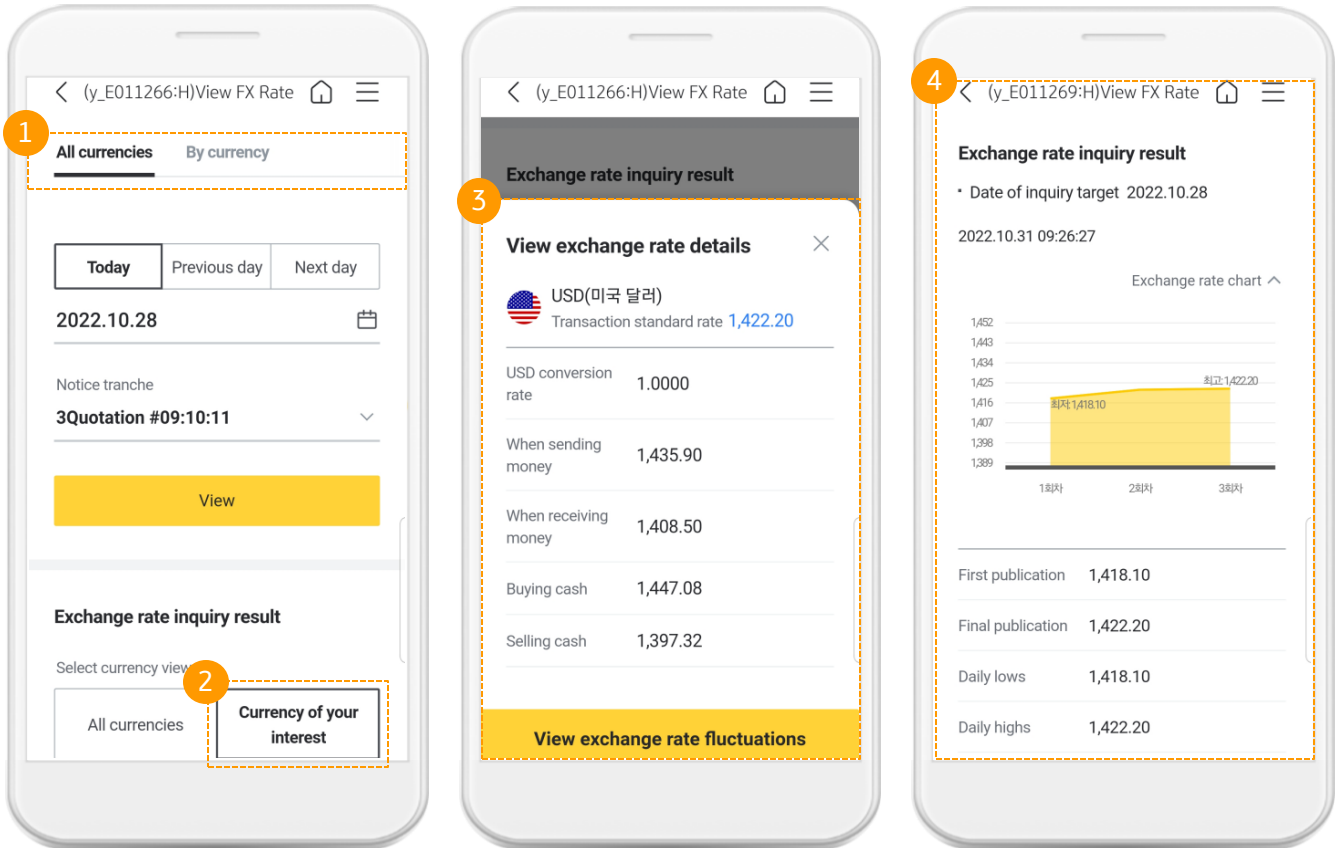 (y_E011266:H)View FX Rate
1
All currencies By currency
Today Previous day Next day
2022.10.28
Notice tranche
3Quotation #09:10:11
View
Exchange rate inquiry result
Select currency view
2
All currencies
Currency of your
interest
(y_E011266:H)View FX Rate
Exchange rate inquiry result
3
View exchange rate details
USD(미국 달러)
Transaction standard rate 1,422.20
USD conversion
rate
1.0000
When sending
money
1,435.90
When receiving
money
1,408.50
Buying cash 1,447.08
Selling cash 1,397.32
View exchange rate fluctuations
4
(y_E011269:H)View FX Rate
Exchange rate inquiry result
· Date of inquiry target 2022.10.28
2022.10.31 09:26:27
Exchange rate chart
1,452
1,443
1,434
1,425
1,416
1,407
1,398
1,389
최고:1,422.20
최저:1,418.10
1회차 2회차 3회차
First publication 1,418.10
Final publication 1,422.20
Daily lows 1,418.10
Daily highs 1,422.20